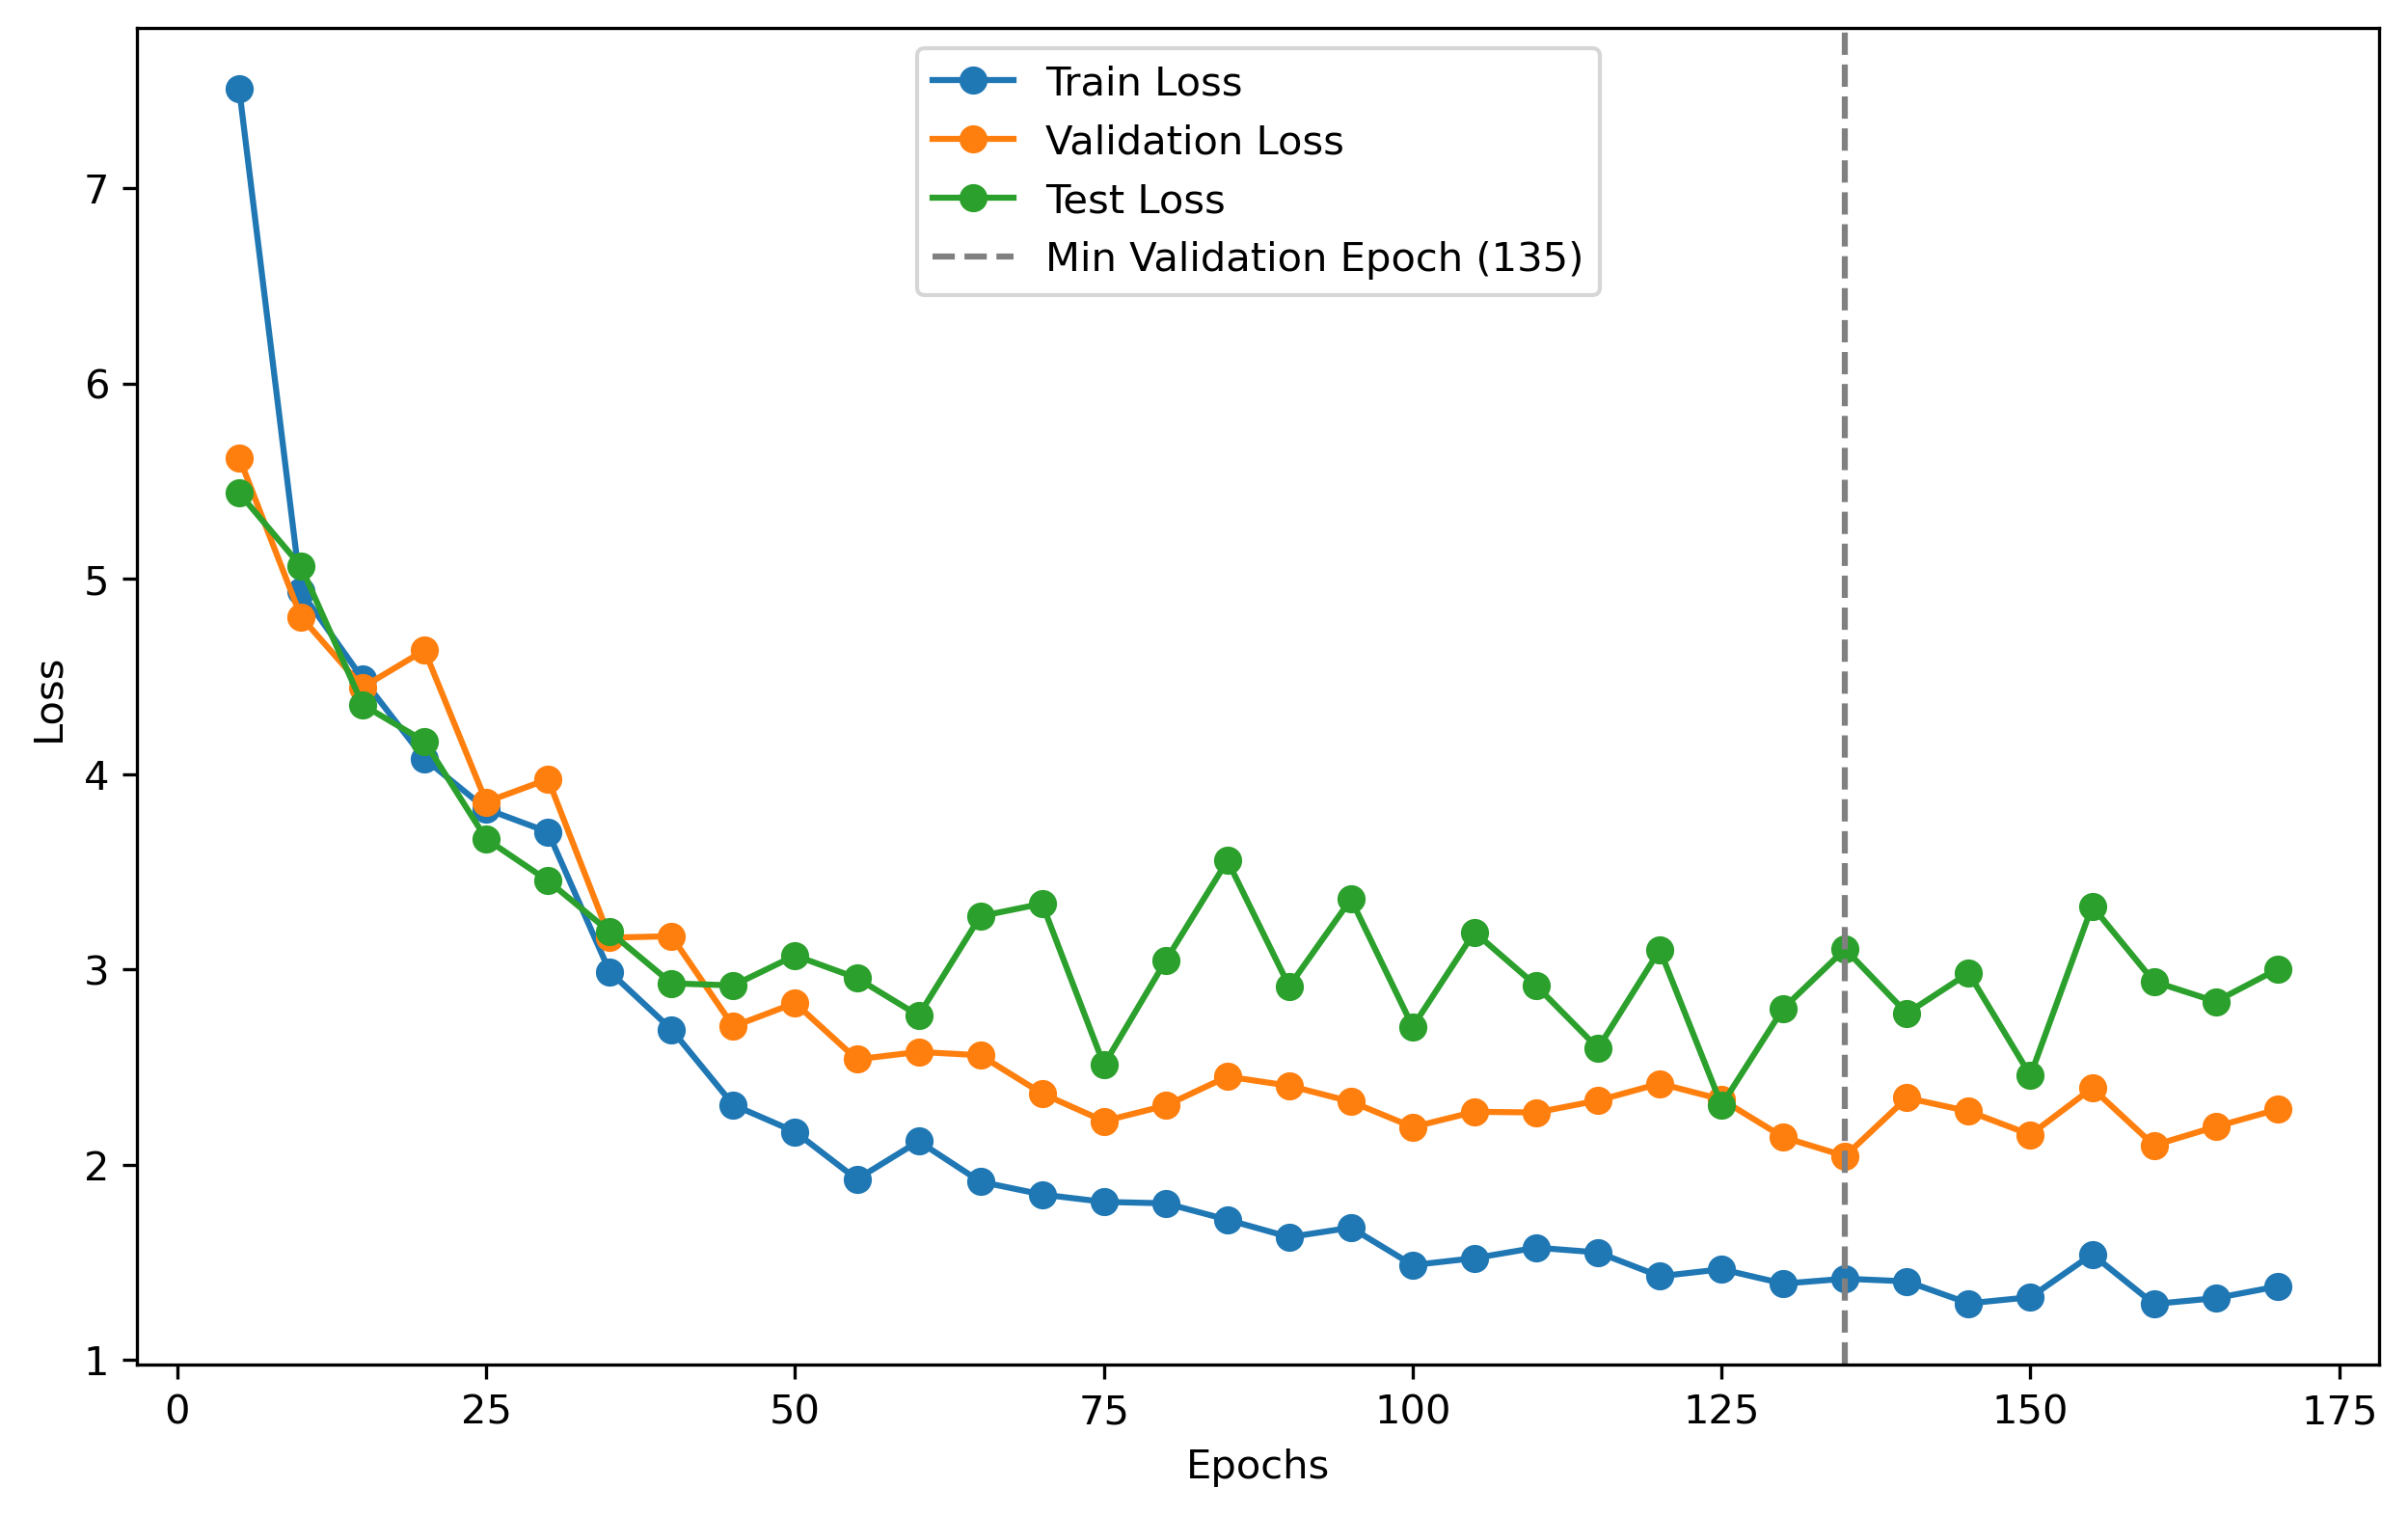 Train Loss
Validation Loss
Test Loss
Min Validation Epoch (135)
7
6
5
4
3
2
1
Loss
0 25 50 75 100 125 150 175
Epochs